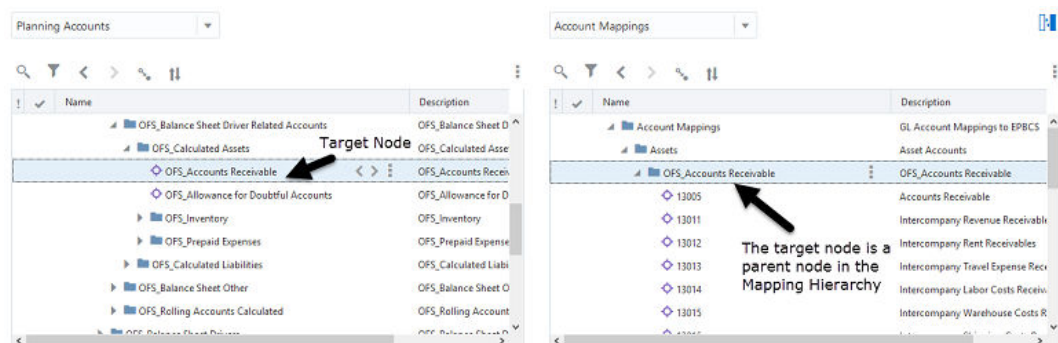 Planning Accounts
Name
Description
OFS_Balance Sheet Driver Related Accounts
OFS_Balance Sheet D
OFS_Calculated Assets
OFS_Calculated Asse
Target Node
OFS_Accounts Receivable
OFS_Accounts Receiv
OFS_Allowance for Doubtful Accounts
OFS_Allowance for D
OFS_Inventory
OFS_Inventory
OFS_Prepaid Expenses
OFS_Prepaid Expense
OFS_Calculated Liabilities
OFS_Calculated Liabi
OFS_Balance Sheet Other
OFS_Balance Sheet O
OFS_Rolling Accounts Calculated
OFS_Rolling Account
Account Mappings
Name
Description
Account Mappings
GL Account Mappings to EPBCS
Assets
Asset Accounts
OFS_Accounts Receivable
OFS_Accounts Receivable
13005
Accounts Receivable
13011
Intercompany Revenue Receivabl
13012
Intercompany Rent Receivables
13013
Intercompany Travel Expense Rece
13014
Intercompany Labor Costs Receiv
13015
Intercompany Warehouse Costs R
The target node is a
parent node in the
Mapping Hierarchy